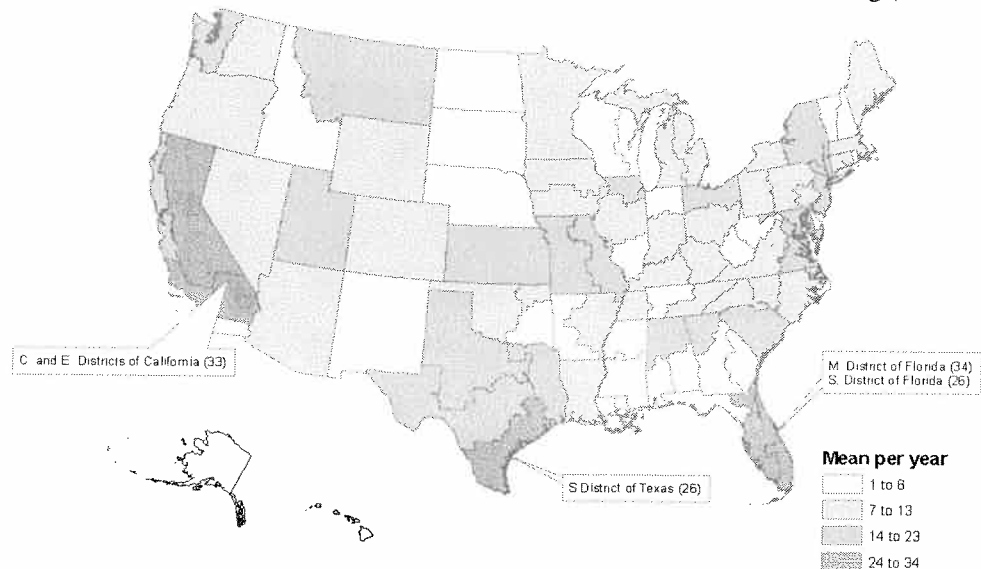 C and E Districts of California (33)
M District of Florida (34)
S. District of Florida (26)
S District of Texas (26)
Mean per year
1 to 6
7 to 13
14 to 23
24 to 34